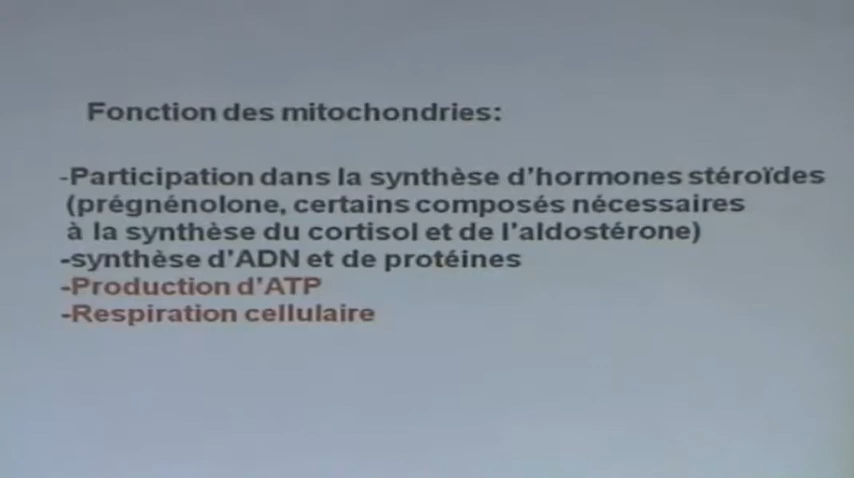 Fonction des mitochondries:
-Participation dans la synthèse d'hormones stéroïdes
(prégnénolone, certains composés nécessaires
à la synthèse du cortisol et de l'aldostérone)
-synthèse d'ADN et de protéines
-Production d'ATP
-Respiration cellulaire